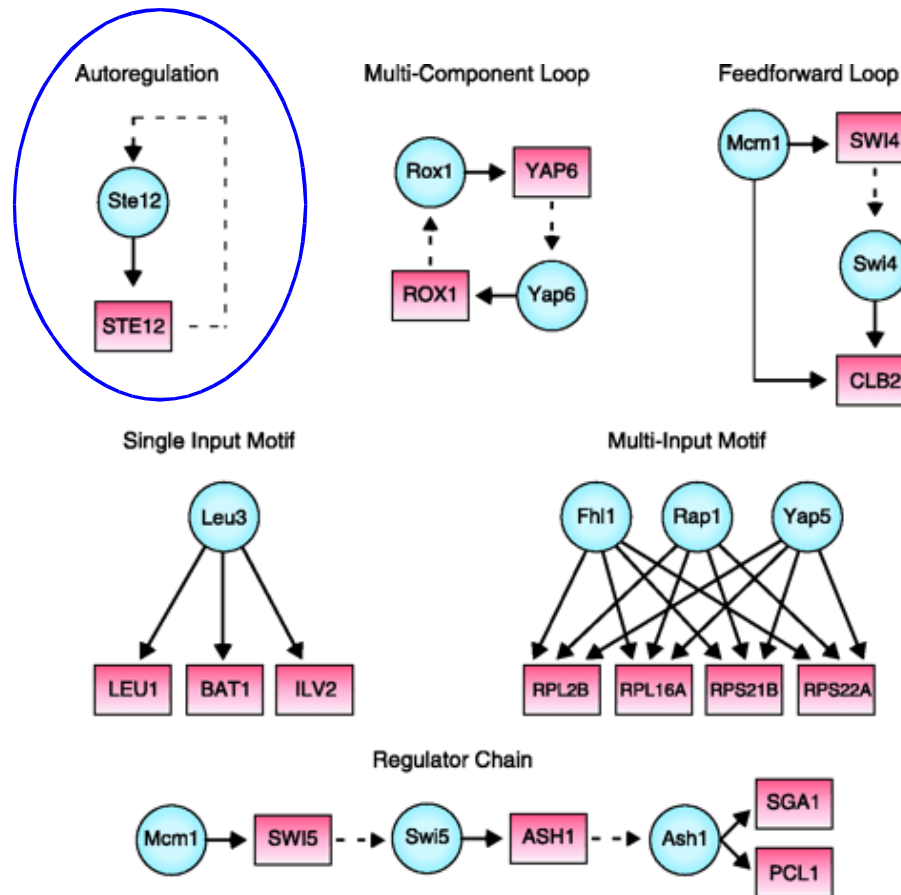 Autoregulation
Multi-Component Loop
Feedforward Loop
Ste12
STE12
Rox1
YAP6
ROX1
Yap6
Mcm1
SWI4
Swi4
CLB2
Single Input Motif
Multi-Input Motif
Leu3
LEU1
BAT1
ILV2
Fhl1
Rap1
Yap5
RPL2B
RPL16A
RPS21B
RPS22A
Regulator Chain
Mcm1
SWI5
Swi5
ASH1
Ash1
SGA1
PCL1